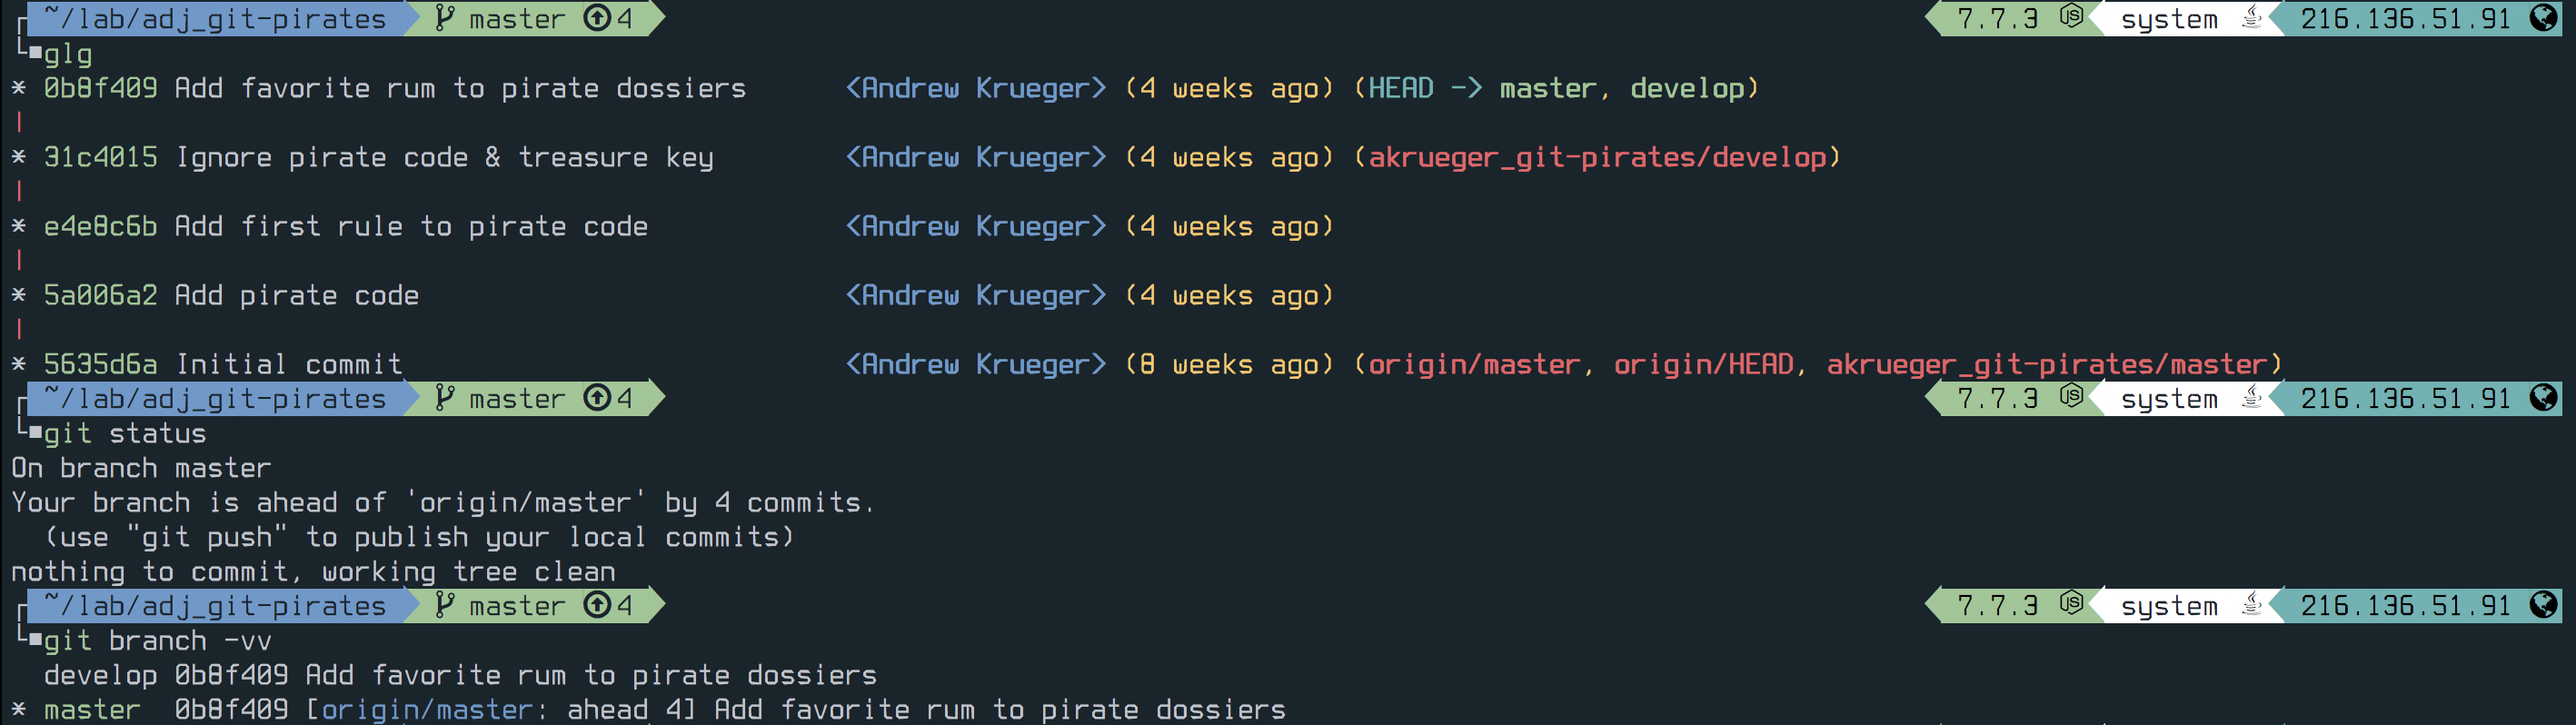 ~/lab/adj_git-pirates master 4 7.7.3 system 216.136.51.91
glg
* 0b8f409 Add favorite rum to pirate dossiers <Andrew Krueger> (4 weeks ago) (HEAD -> master, develop)
|
* 31c4015 Ignore pirate code & treasure key <Andrew Krueger> (4 weeks ago) (akrueger_git-pirates/develop)
|
* e4e8c6b Add first rule to pirate code <Andrew Krueger> (4 weeks ago)
|
* 5a006a2 Add pirate code <Andrew Krueger> (4 weeks ago)
|
* 5635d6a Initial commit <Andrew Krueger> (8 weeks ago) (origin/master, origin/HEAD, akrueger_git-pirates/master)
~/lab/adj_git-pirates master 4 7.7.3 system 216.136.51.91
git status
On branch master
Your branch is ahead of 'origin/master' by 4 commits.
(use "git push" to publish your local commits)
nothing to commit, working tree clean
~/lab/adj_git-pirates master 4 7.7.3 system 216.136.51.91
git branch -vv
develop 0b8f409 Add favorite rum to pirate dossiers
* master 0b8f409 [origin/master: ahead 4] Add favorite rum to pirate dossiers